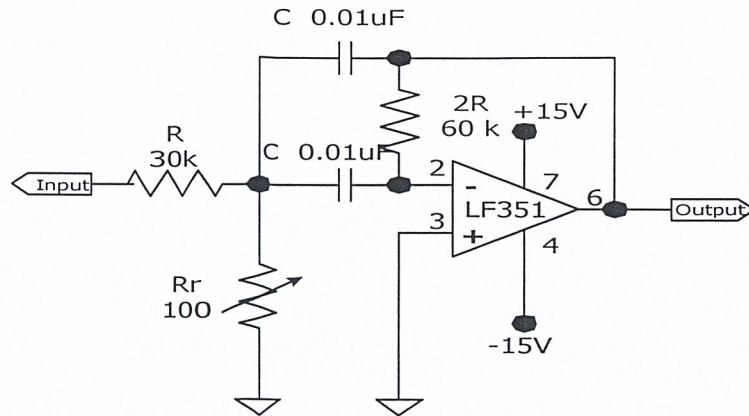 C 0.01uF
2R
60 k
+15V
R
30k
C 0.01uF
Input
2
-
7
LF351
6
Output
3
+
4
Rr
100
-15V